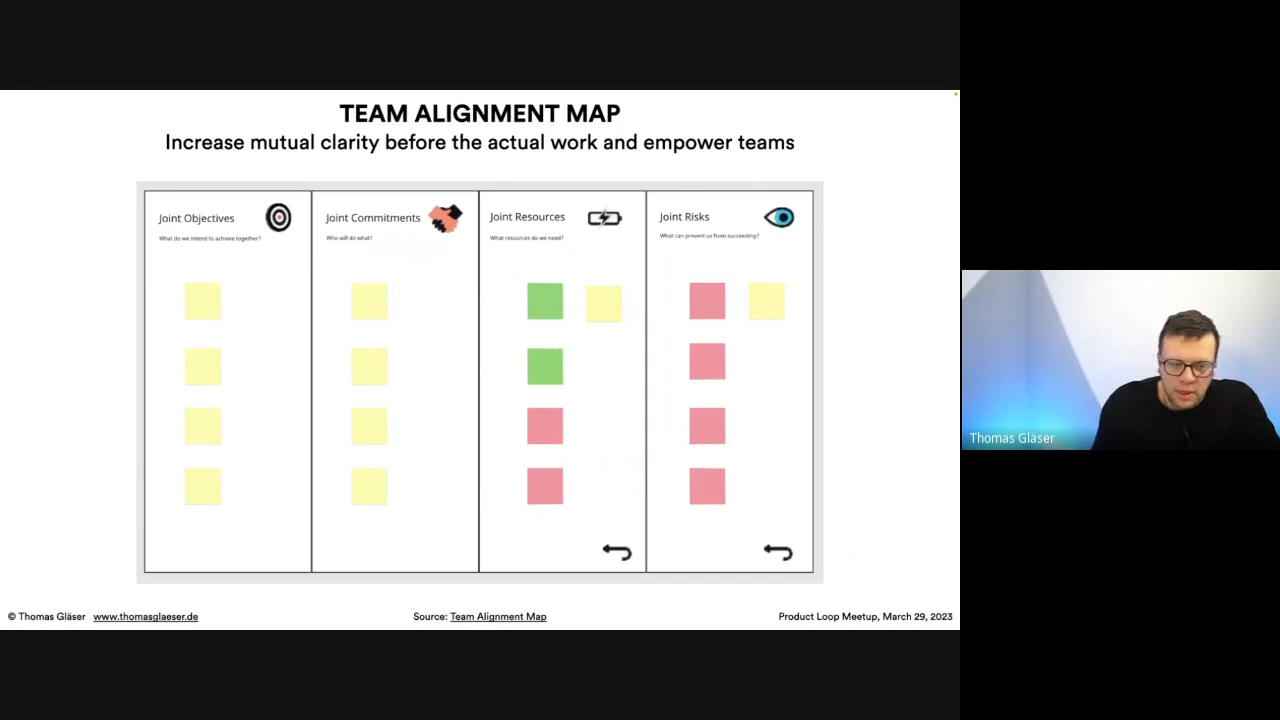 TEAM ALIGNMENT MAP
Increase mutual clarity before the actual work and empower teams
Joint Objectives
What do we intend to achieve together?
Joint Commitments
Who will do what?
Joint Resources
What resources do we need?
Joint Risks
What can prevent us from succeeding?
Thomas Gläser
© Thomas Gläser www.thomasglaeser.de
Source: Team Alignment Map
Product Loop Meetup, March 29, 2023